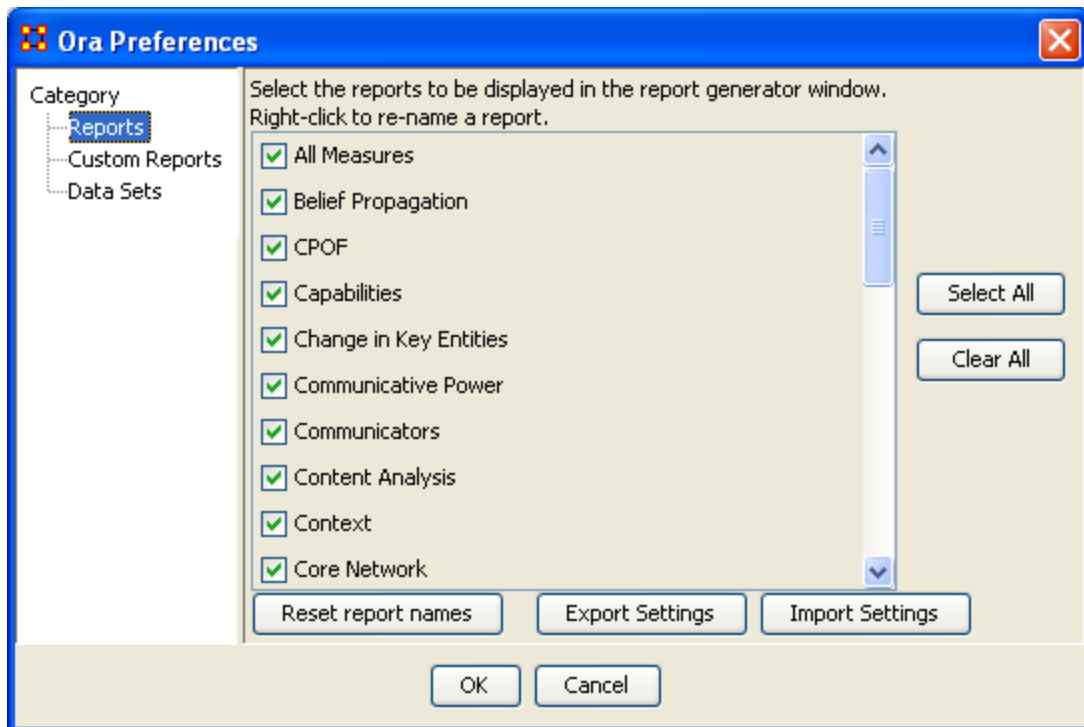 Ora Preferences
Category
Reports
Custom Reports
Data Sets
Select the reports to be displayed in the report generator window.
Right-click to re-name a report.
All Measures
Belief Propagation
CPOF
Capabilities
Change in Key Entities
Communicative Power
Communicators
Content Analysis
Context
Core Network
Select All
Clear All
Reset report names
Export Settings
Import Settings
OK
Cancel